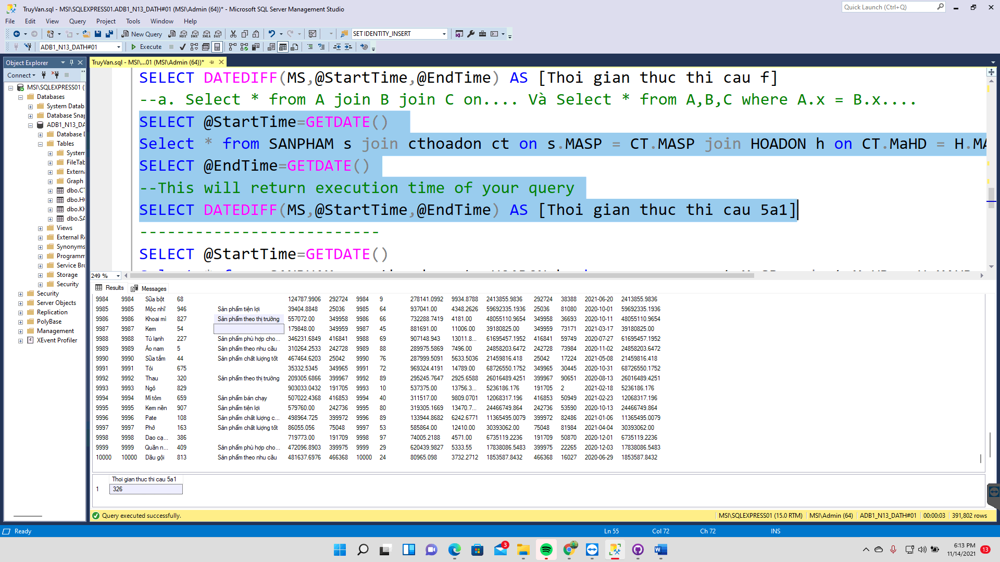 TruyVan.sql - MSI\SQLEXPRESS01.ADB1_N13_DATH#01 (MSI\Admin (64))* - Microsoft SQL Server Management Studio
Quick Launch (Ctrl+Q)
File Edit View Query Project Tools Window Help
New Query MDX DMX XMLA DAX SET IDENTITY_INSERT
ADB1_N13_DATH#01 Execute
Object Explorer
Connect
MSI\SQLEXPRESS01 (
Databases
System Datab
Database Snap
ADB1_N13_DA
Database D
Tables
System
FileTab
Externa
Graph
dbo.CT
dbo.HO
dbo.KH
dbo.SA
Views
External Re
Synonyms
Programm
Service Bro
Storage
Security
Security
Server Objects
Replication
PolyBase
Management
XEvent Profiler
TruyVan.sql - MSI\...01 (MSI\Admin (64))*
SELECT DATEDIFF(MS,@StartTime,@EndTime) AS [Thoi gian thuc thi cau f]
--a. Select * from A join B join C on.... Và Select * from A,B,C where A.x = B.x....
SELECT @StartTime=GETDATE()
Select * from SANPHAM s join cthoadon ct on s.MASP = CT.MASP join HOADON h on CT.MaHD = H.MA
SELECT @EndTime=GETDATE()
--This will return execution time of your query
SELECT DATEDIFF(MS,@StartTime,@EndTime) AS [Thoi gian thuc thi cau 5a1]
--------------------------
SELECT @StartTime=GETDATE()
249 %
Results Messages
9984 9984 Sữa bột 68 124787.9906 292724 9984 9 278141.0992 9934.8788 2413855.9836 292724 38388 2021-06-20 2413855.9836
9985 9985 Mộc nhĩ 946 Sản phẩm tiện lợi 39404.8848 25036 9985 64 937041.00 4348.2626 59692335.1936 25036 81080 2020-10-01 59692335.1936
9986 9986 Khoai mì 827 Sản phẩm theo thị trường 557072.00 349958 9986 66 732288.7419 4181.00 48055110.9654 349958 36693 2020-10-11 48055110.9654
9987 9987 Kem 54 179848.00 349959 9987 45 881691.00 11006.00 39180825.00 349959 73171 2021-03-17 39180825.00
9988 9988 Tủ lạnh 227 Sản phẩm phù hợp cho... 346231.6849 416841 9988 69 907148.943 13011.8... 61695457.1952 416841 59749 2020-07-27 61695457.1952
9989 9989 Áo nam 5 Sản phẩm theo nhu cầu 310264.2533 242728 9989 88 289975.5869 7496.00 24858203.6472 242728 73984 2020-11-02 24858203.6472
9990 9990 Sữa tắm 44 Sản phẩm chất lượng tốt 467464.6203 25042 9990 76 287999.5091 5633.5036 21459816.418 25042 17224 2021-05-08 21459816.418
9991 9991 Tỏi 675 35332.5345 349965 9991 72 969324.4191 14789.00 68726550.1752 349965 30445 2020-10-31 68726550.1752
9992 9992 Thau 320 Sản phẩm theo thị trường 209305.6866 399967 9992 89 295245.7647 2925.6588 26016489.4251 399967 90651 2020-08-13 26016489.4251
9993 9993 Ngô 829 903033.0432 191705 9993 10 537375.00 13756.3... 5236186.176 191705 2 2021-02-18 5236186.176
9994 9994 Mì tôm 659 Sản phẩm bán chạy 507022.4368 416853 9994 40 311517.00 9809.0701 12068317.196 416853 50949 2021-02-23 12068317.196
9995 9995 Kem nền 907 Sản phẩm tiện lợi 579760.00 242736 9995 80 319305.1669 13470.7... 24466749.864 242736 53590 2020-10-13 24466749.864
9996 9996 Pate 108 Sản phẩm chất lượng c... 498964.725 399972 9996 89 133944.8682 6242.6771 11365495.0079 399972 82486 2021-01-06 11365495.0079
9997 9997 Phở 163 Sản phẩm chất lượng tốt 86055.056 75048 9997 53 585864.00 12410.00 30393062.00 75048 81984 2021-04-04 30393062.00
9998 9998 Dao cạ... 386 719773.00 191709 9998 97 74005.2188 4571.00 6735119.2236 191709 50870 2020-12-01 6735119.2236
9999 9999 Quần n... 409 Sản phẩm phù hợp cho... 472096.8903 399975 9999 29 620439.9827 5333.55 17838086.5483 399975 22265 2020-12-03 17838086.5483
10000 10000 Dầu gội 813 Sản phẩm theo nhu cầu 481637.6976 466368 10000 24 80965.098 3732.2712 1853587.8432 466368 16027 2020-06-29 1853587.8432
Thoi gian thuc thi cau 5a1
1 326
Query executed successfully. MSI\SQLEXPRESS01 (15.0 RTM) MSI\Admin (64) ADB1_N13_DATH#01 00:00:03 391,802 rows
Ready Ln 55 Col 72 Ch 72 INS
3
6:13 PM
11/14/2021
13